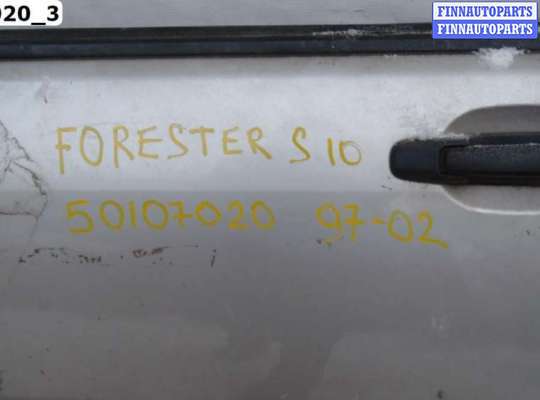 020_3
FINNAUTOPARTS
FINNAUTOPARTS
FORESTER S 10
50107020 97-02